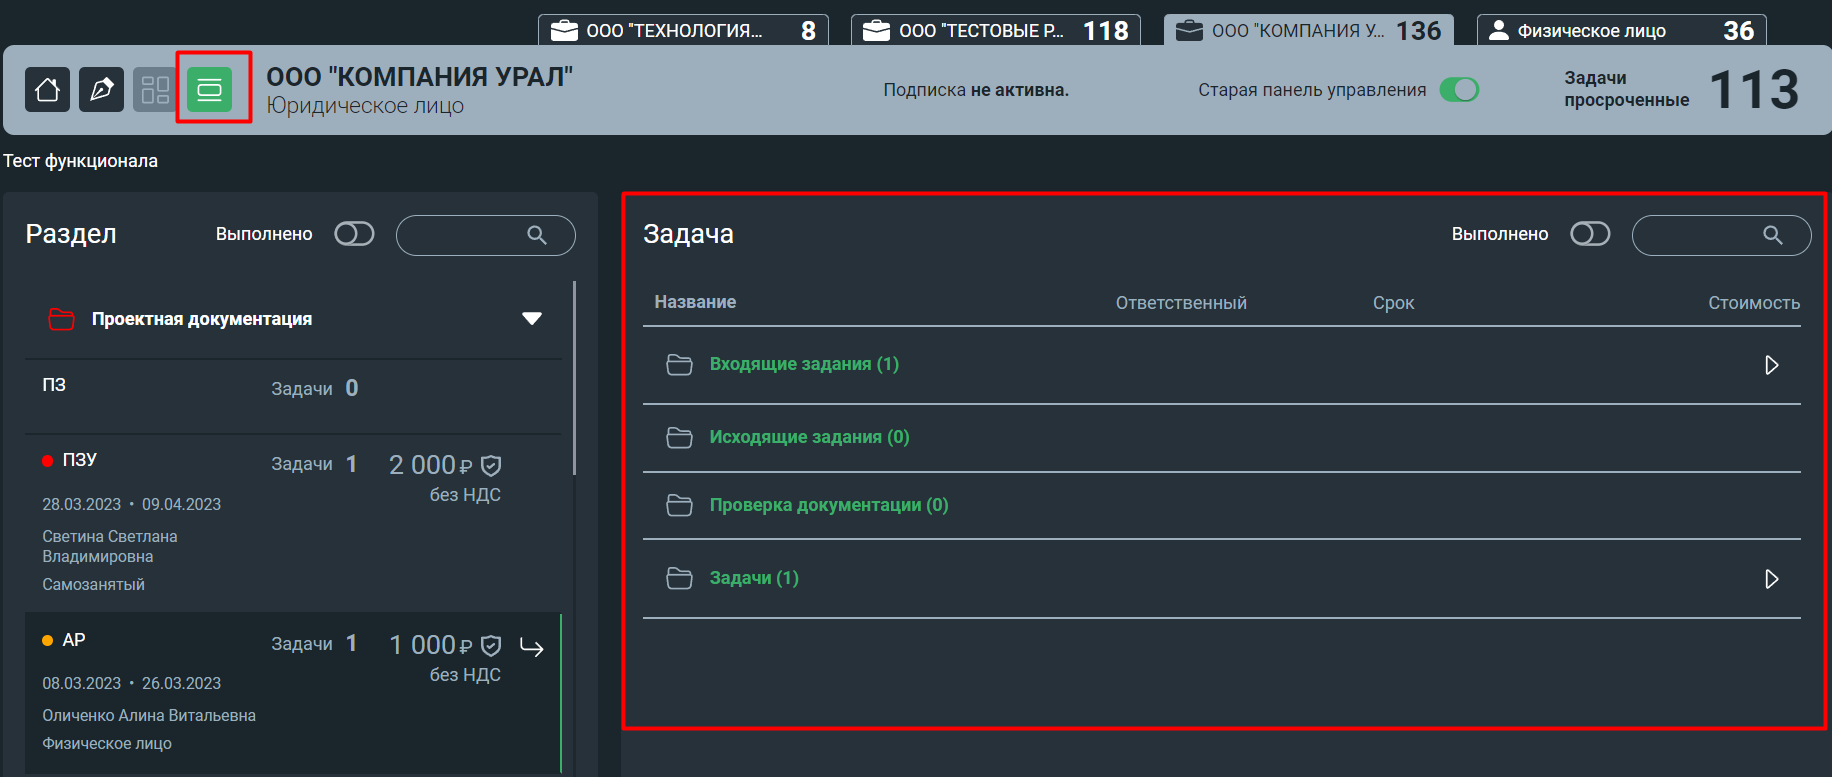 ООО "ТЕХНОЛОГИЯ... 8
ООО "ТЕСТОВЫЕ Р... 118
ООО "КОМПАНИЯ У... 136
Физическое лицо 36
ООО "КОМПАНИЯ УРАЛ"
Юридическое лицо
Подписка не активна.
Старая панель управления
Задачи
просроченные
113
Тест функционала
Раздел
Выполнено
Проектная документация
ПЗ
Задачи 0
ПЗУ
Задачи 1
2 000 ₽
без НДС
28.03.2023 • 09.04.2023
Светина Светлана
Владимировна
Самозанятый
АР
Задачи 1
1 000 ₽
без НДС
08.03.2023 • 26.03.2023
Оличенко Алина Витальевна
Физическое лицо
Задача
Выполнено
Название Ответственный Срок Стоимость
Входящие задания (1)
Исходящие задания (0)
Проверка документации (0)
Задачи (1)